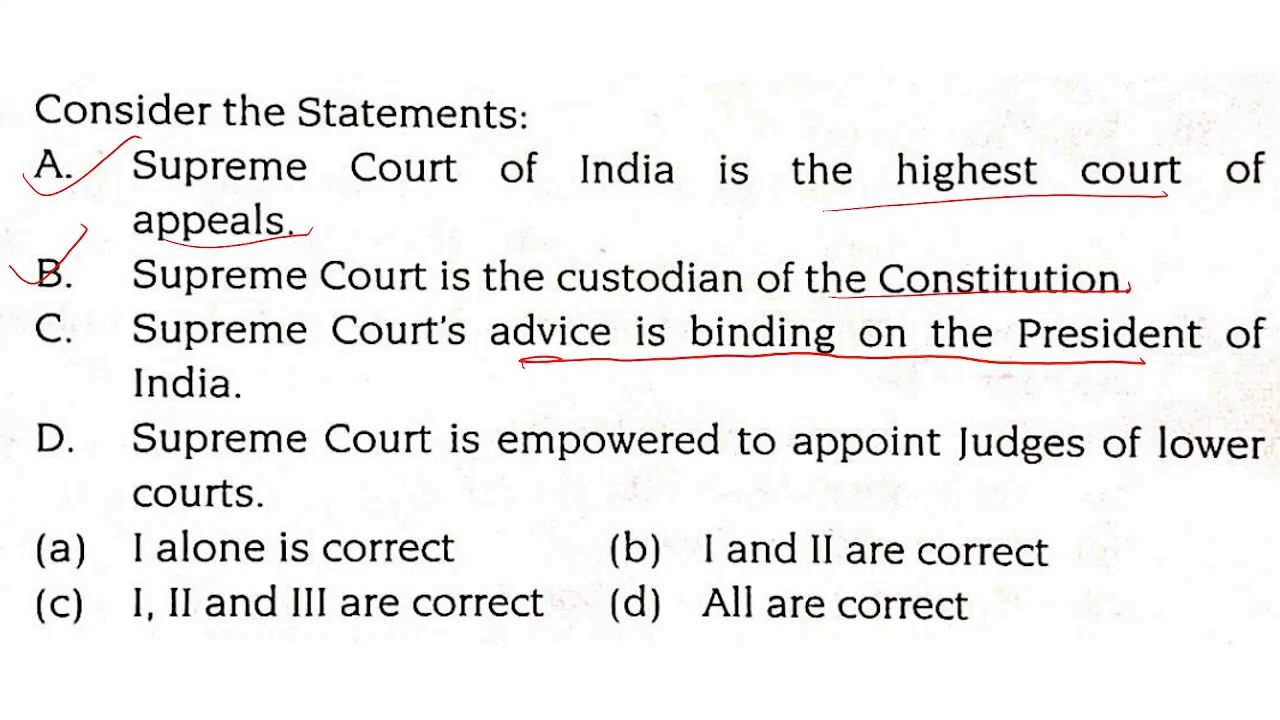 Consider the Statements:
A. Supreme Court of India is the highest court of
appeals.
B. Supreme Court is the custodian of the Constitution.
C. Supreme Court's advice is binding on the President of
India.
D. Supreme Court is empowered to appoint Judges of lower
courts.
(a) I alone is correct (b) I and II are correct
(c) I, II and III are correct (d) All are correct